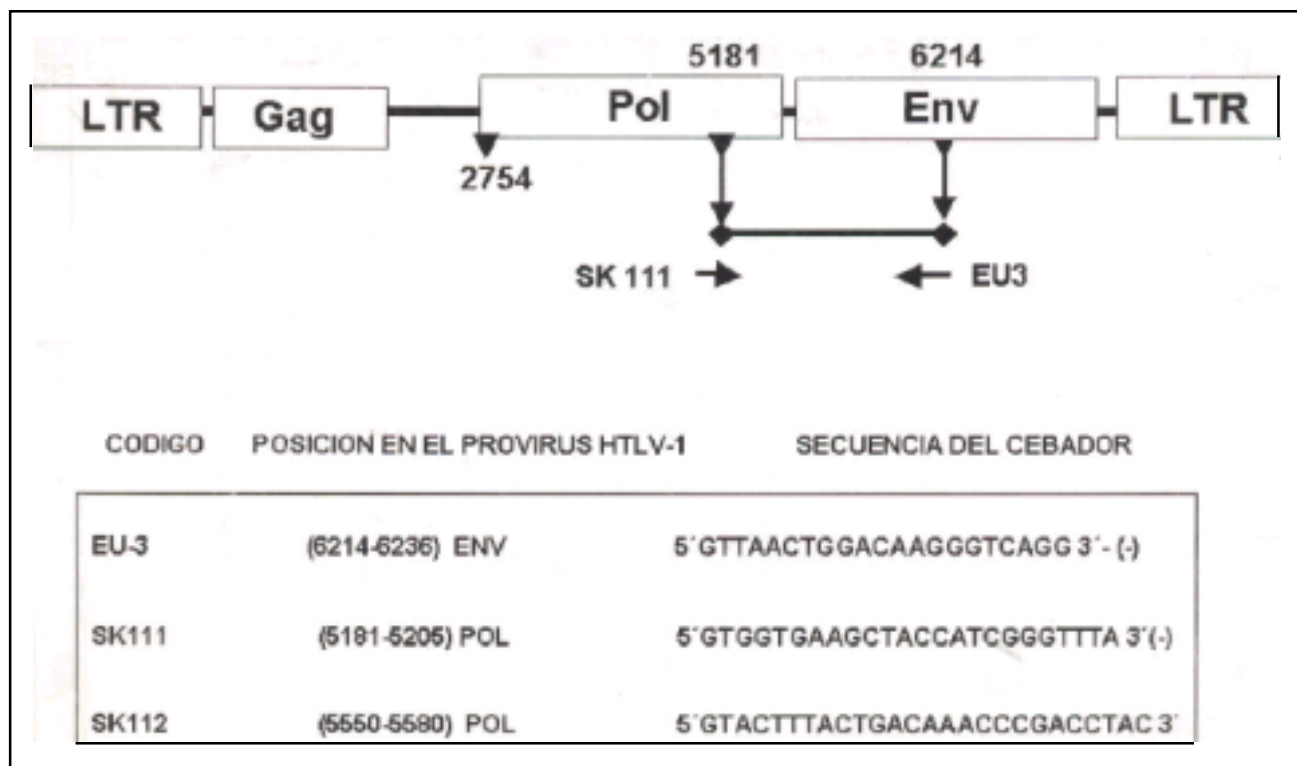 5181 6214
LTR Gag Pol Env LTR
2754
SK 111 EU3
CODIGO POSICION EN EL PROVIRUS HTLV-1 SECUENCIA DEL CEBADOR
EU-3 (6214-6236) ENV 5´GTTAACTGGACAAGGGTCAGG 3´- (-)
SK111 (5181-5205) POL 5´GTGGTGAAGCTACCATCGGGTTTA 3´(-)
SK112 (5550-5580) POL 5´GTACTTTACTGACAAACCCGACCTAC 3´